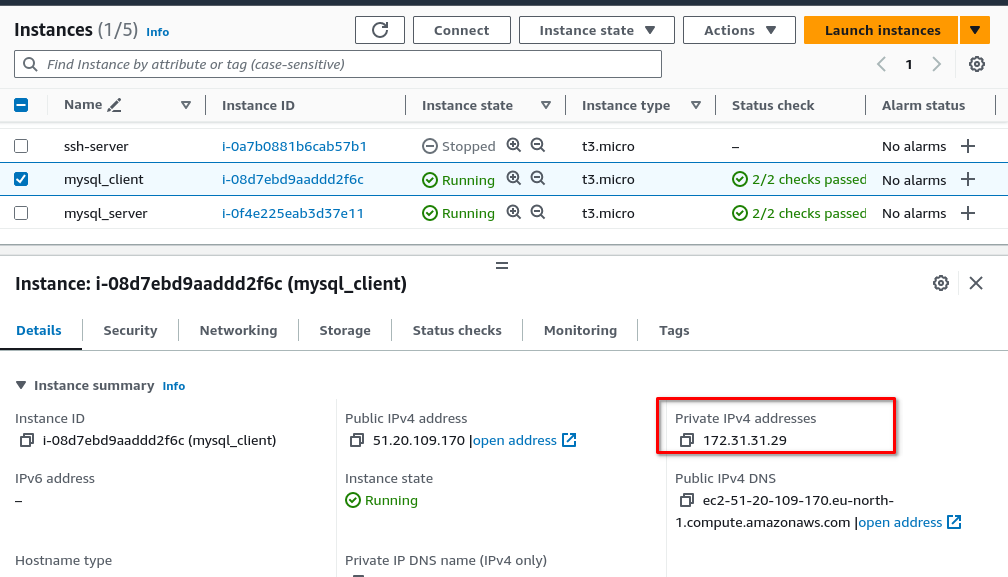 Instances (1/5) Info
Connect
Instance state
Actions
Launch instances
Find Instance by attribute or tag (case-sensitive)
1
Name Instance ID Instance state Instance type Status check Alarm status
ssh-server i-0a7b0881b6cab57b1 Stopped t3.micro – No alarms
mysql_client i-08d7ebd9aaddd2f6c Running t3.micro 2/2 checks passed No alarms
mysql_server i-0f4e225eab3d37e11 Running t3.micro 2/2 checks passed No alarms
Instance: i-08d7ebd9aaddd2f6c (mysql_client)
Details Security Networking Storage Status checks Monitoring Tags
Instance summary Info
Instance ID
i-08d7ebd9aaddd2f6c (mysql_client)
Public IPv4 address
51.20.109.170 |open address
Private IPv4 addresses
172.31.31.29
IPv6 address
–
Instance state
Running
Public IPv4 DNS
ec2-51-20-109-170.eu-north-
1.compute.amazonaws.com |open address
Hostname type
Private IP DNS name (IPv4 only)